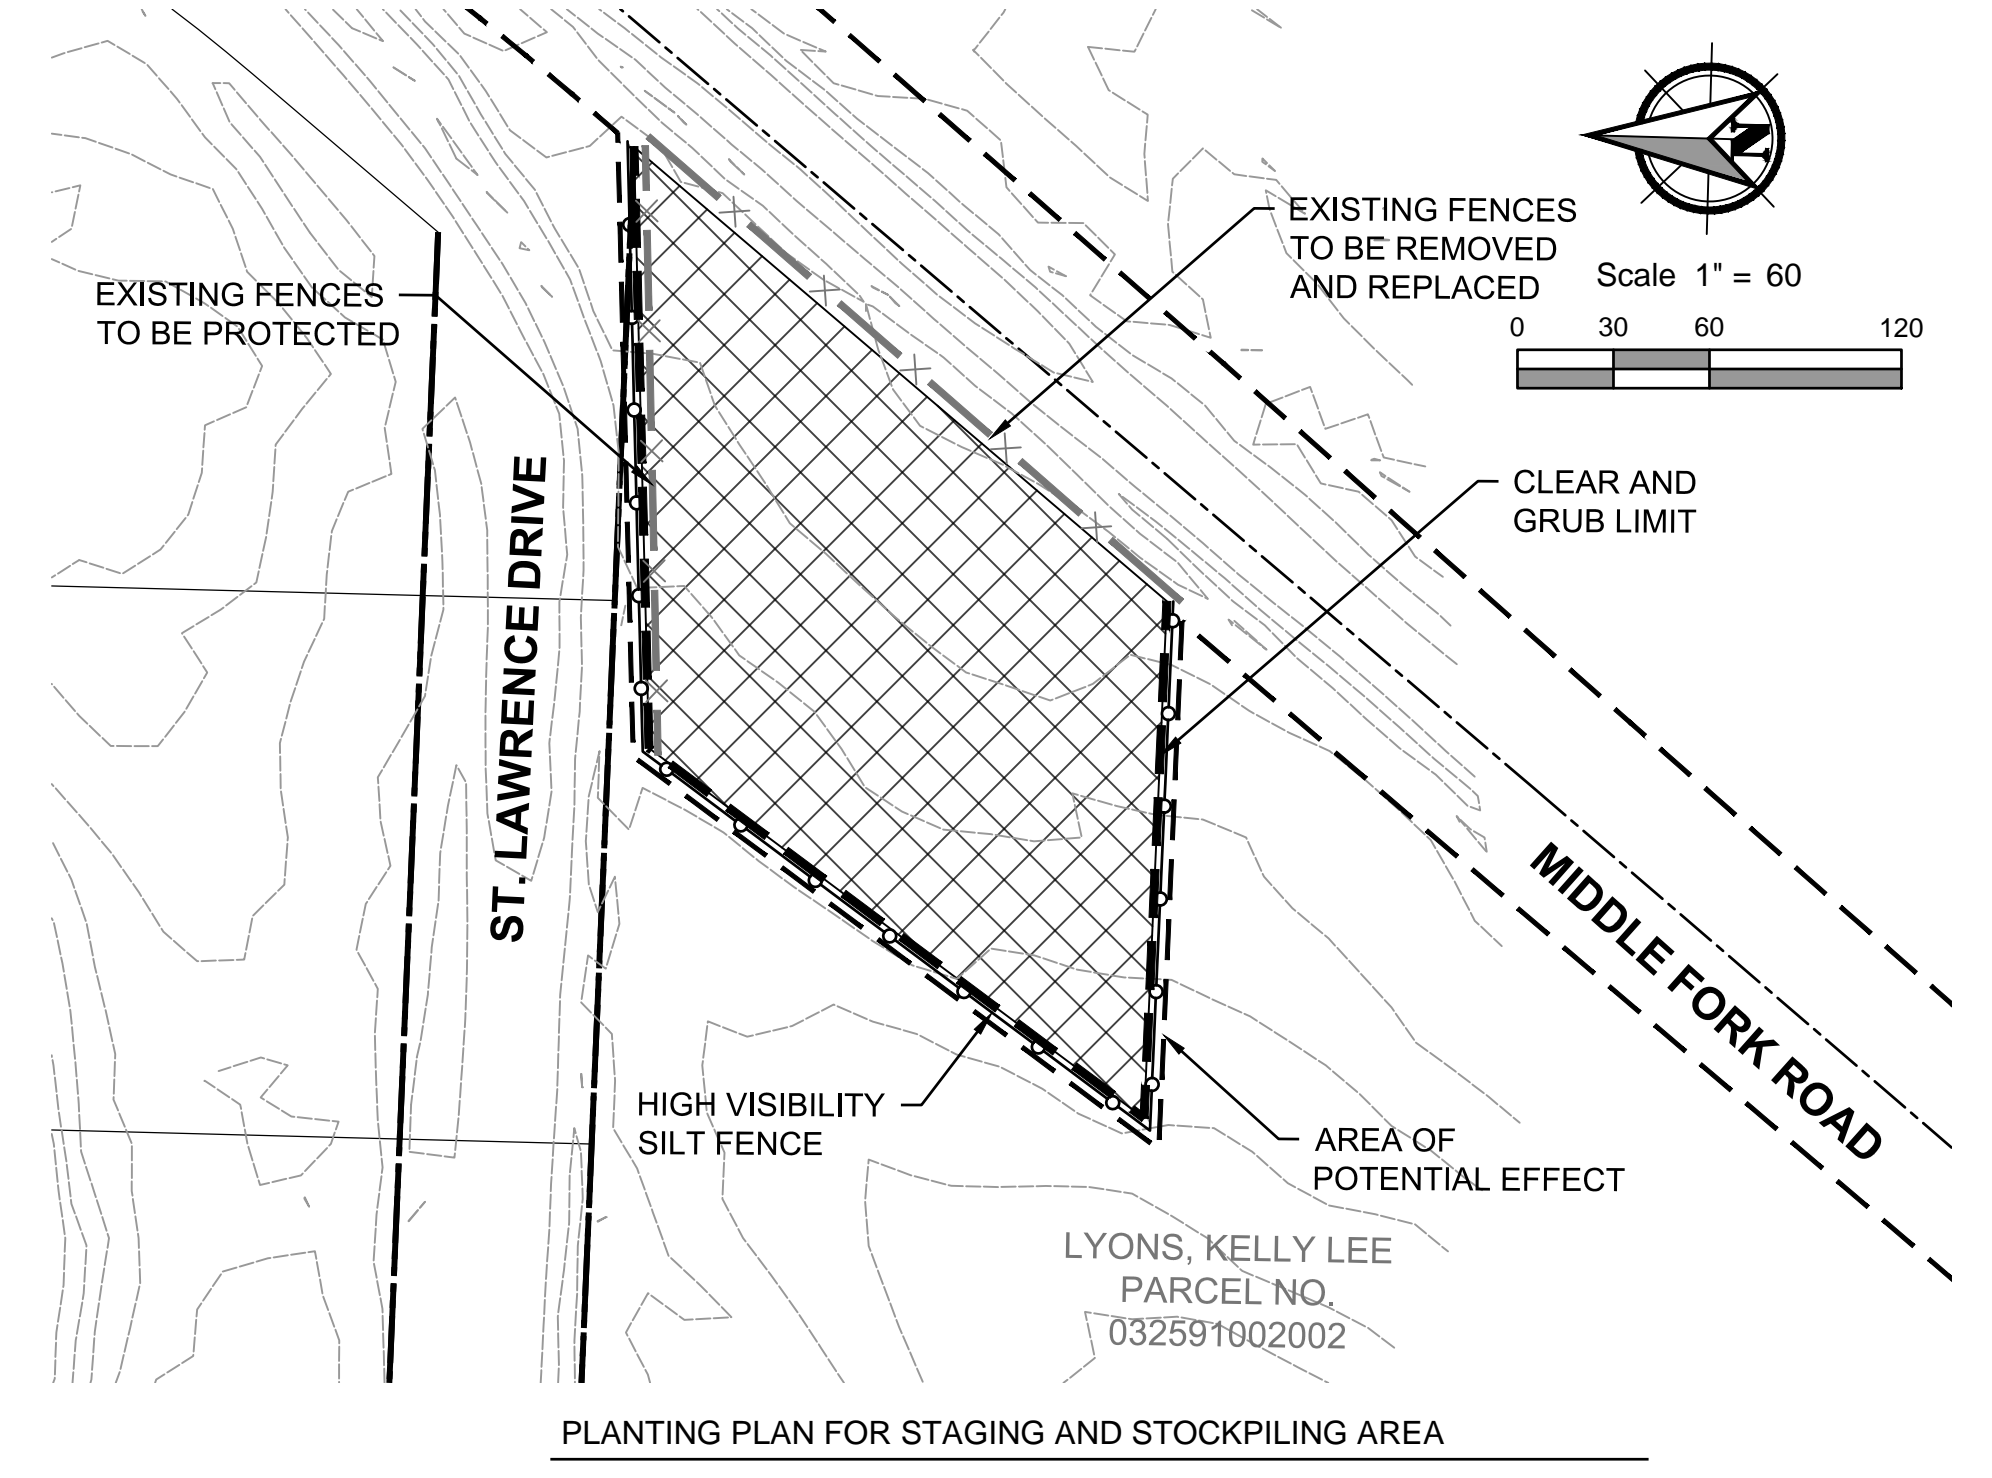 EXISTING FENCES
TO BE REMOVED
AND REPLACED
N
Scale 1" = 60
0 30 60 120
EXISTING FENCES
TO BE PROTECTED
CLEAR AND
GRUB LIMIT
ST. LAWRENCE DRIVE
MIDDLE FORK ROAD
HIGH VISIBILITY
SILT FENCE
AREA OF
POTENTIAL EFFECT
LYONS, KELLY LEE
PARCEL NO.
032591002002
PLANTING PLAN FOR STAGING AND STOCKPILING AREA